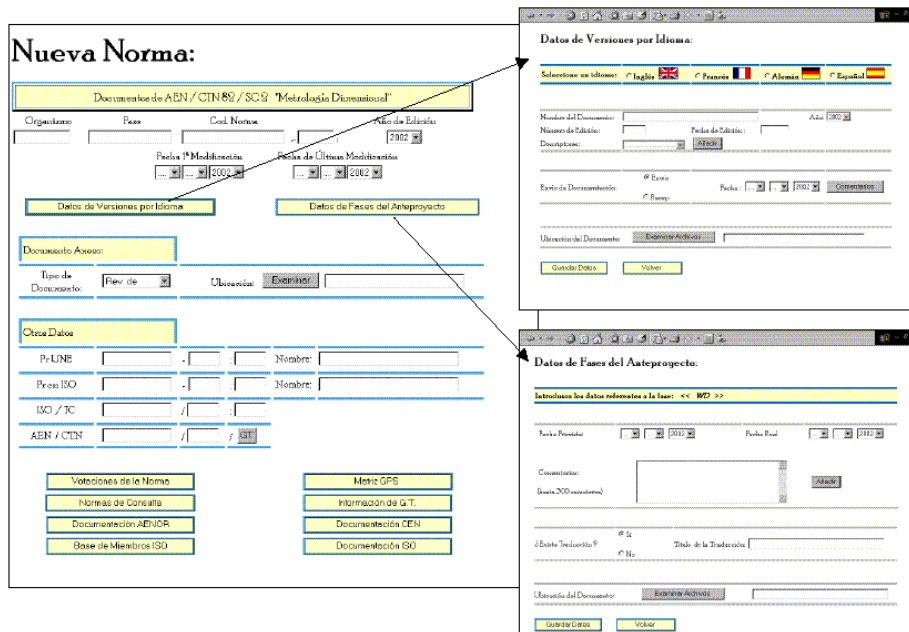 Nueva Norma:
Documentos de AEN / CTN 82 / SC 2 "Metrología Dimensional"
Organismo Fase Cod. Norma Año de Edición
- : 2002
Fecha 1ª Modificación Fecha de Última Modificación
... ... 2002 ... ... 2002
Datos de Versiones por Idioma Datos de Fases del Anteproyecto
Documento Anexo:
Tipo de Documento: Rev. de Ubicación: Examinar
Otros Datos
Pr UNE - : Nombre:
Pr en ISO - : Nombre:
ISO / TC / :
AEN / CTN / / GT
Votaciones de la Norma Matriz GPS
Normas de Consulta Información de G.T.
Documentación AENOR Documentación CEN
Base de Miembros ISO Documentación ISO
Datos de Versiones por Idioma:
Seleccione un idioma: Inglés Francés Alemán Español
Nombre del Documento: Año: 2002
Número de Edición: Fecha de Edición:
Descriptores: Añadir
Envío
Envío de Documentación: Fecha: ... ... 2002 Comentarios
Recep
Ubicación del Documento: Examinar Archivos
Guardar Datos Volver
Datos de Fases del Anteproyecto:
Introduzca los datos referentes a la fase: << WD >>
Fecha Prevista: ... ... 2002 Fecha Real: ... ... 2002
Comentarios:
(hasta 300 caracteres) Añadir
Si
¿Existe Traducción? Titulo de la Traducción:
No
Ubicación del Documento: Examinar Archivos
Guardar Datos Volver